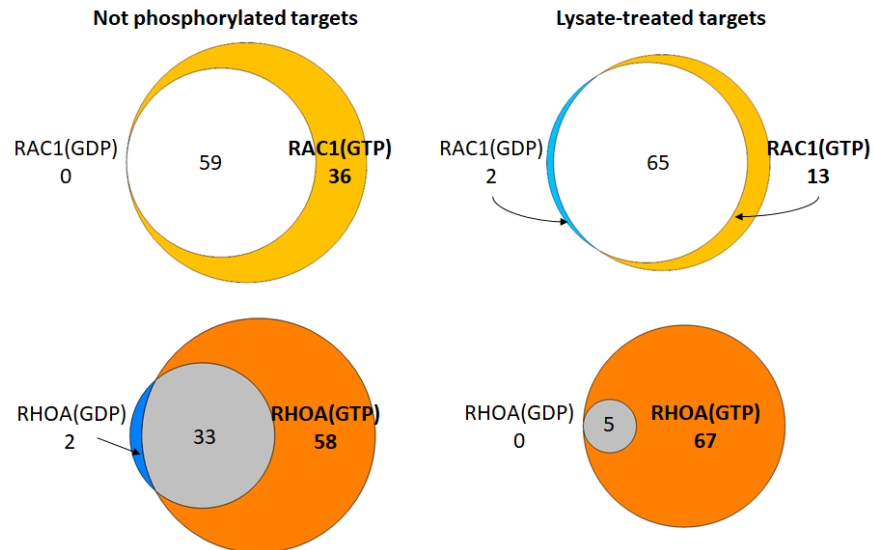 Not phosphorylated targets
Lysate-treated targets
RAC1(GDP)
0
59
RAC1(GTP)
36
RAC1(GDP)
2
65
RAC1(GTP)
13
RHOA(GDP)
2
33
RHOA(GTP)
58
RHOA(GDP)
0
5
RHOA(GTP)
67